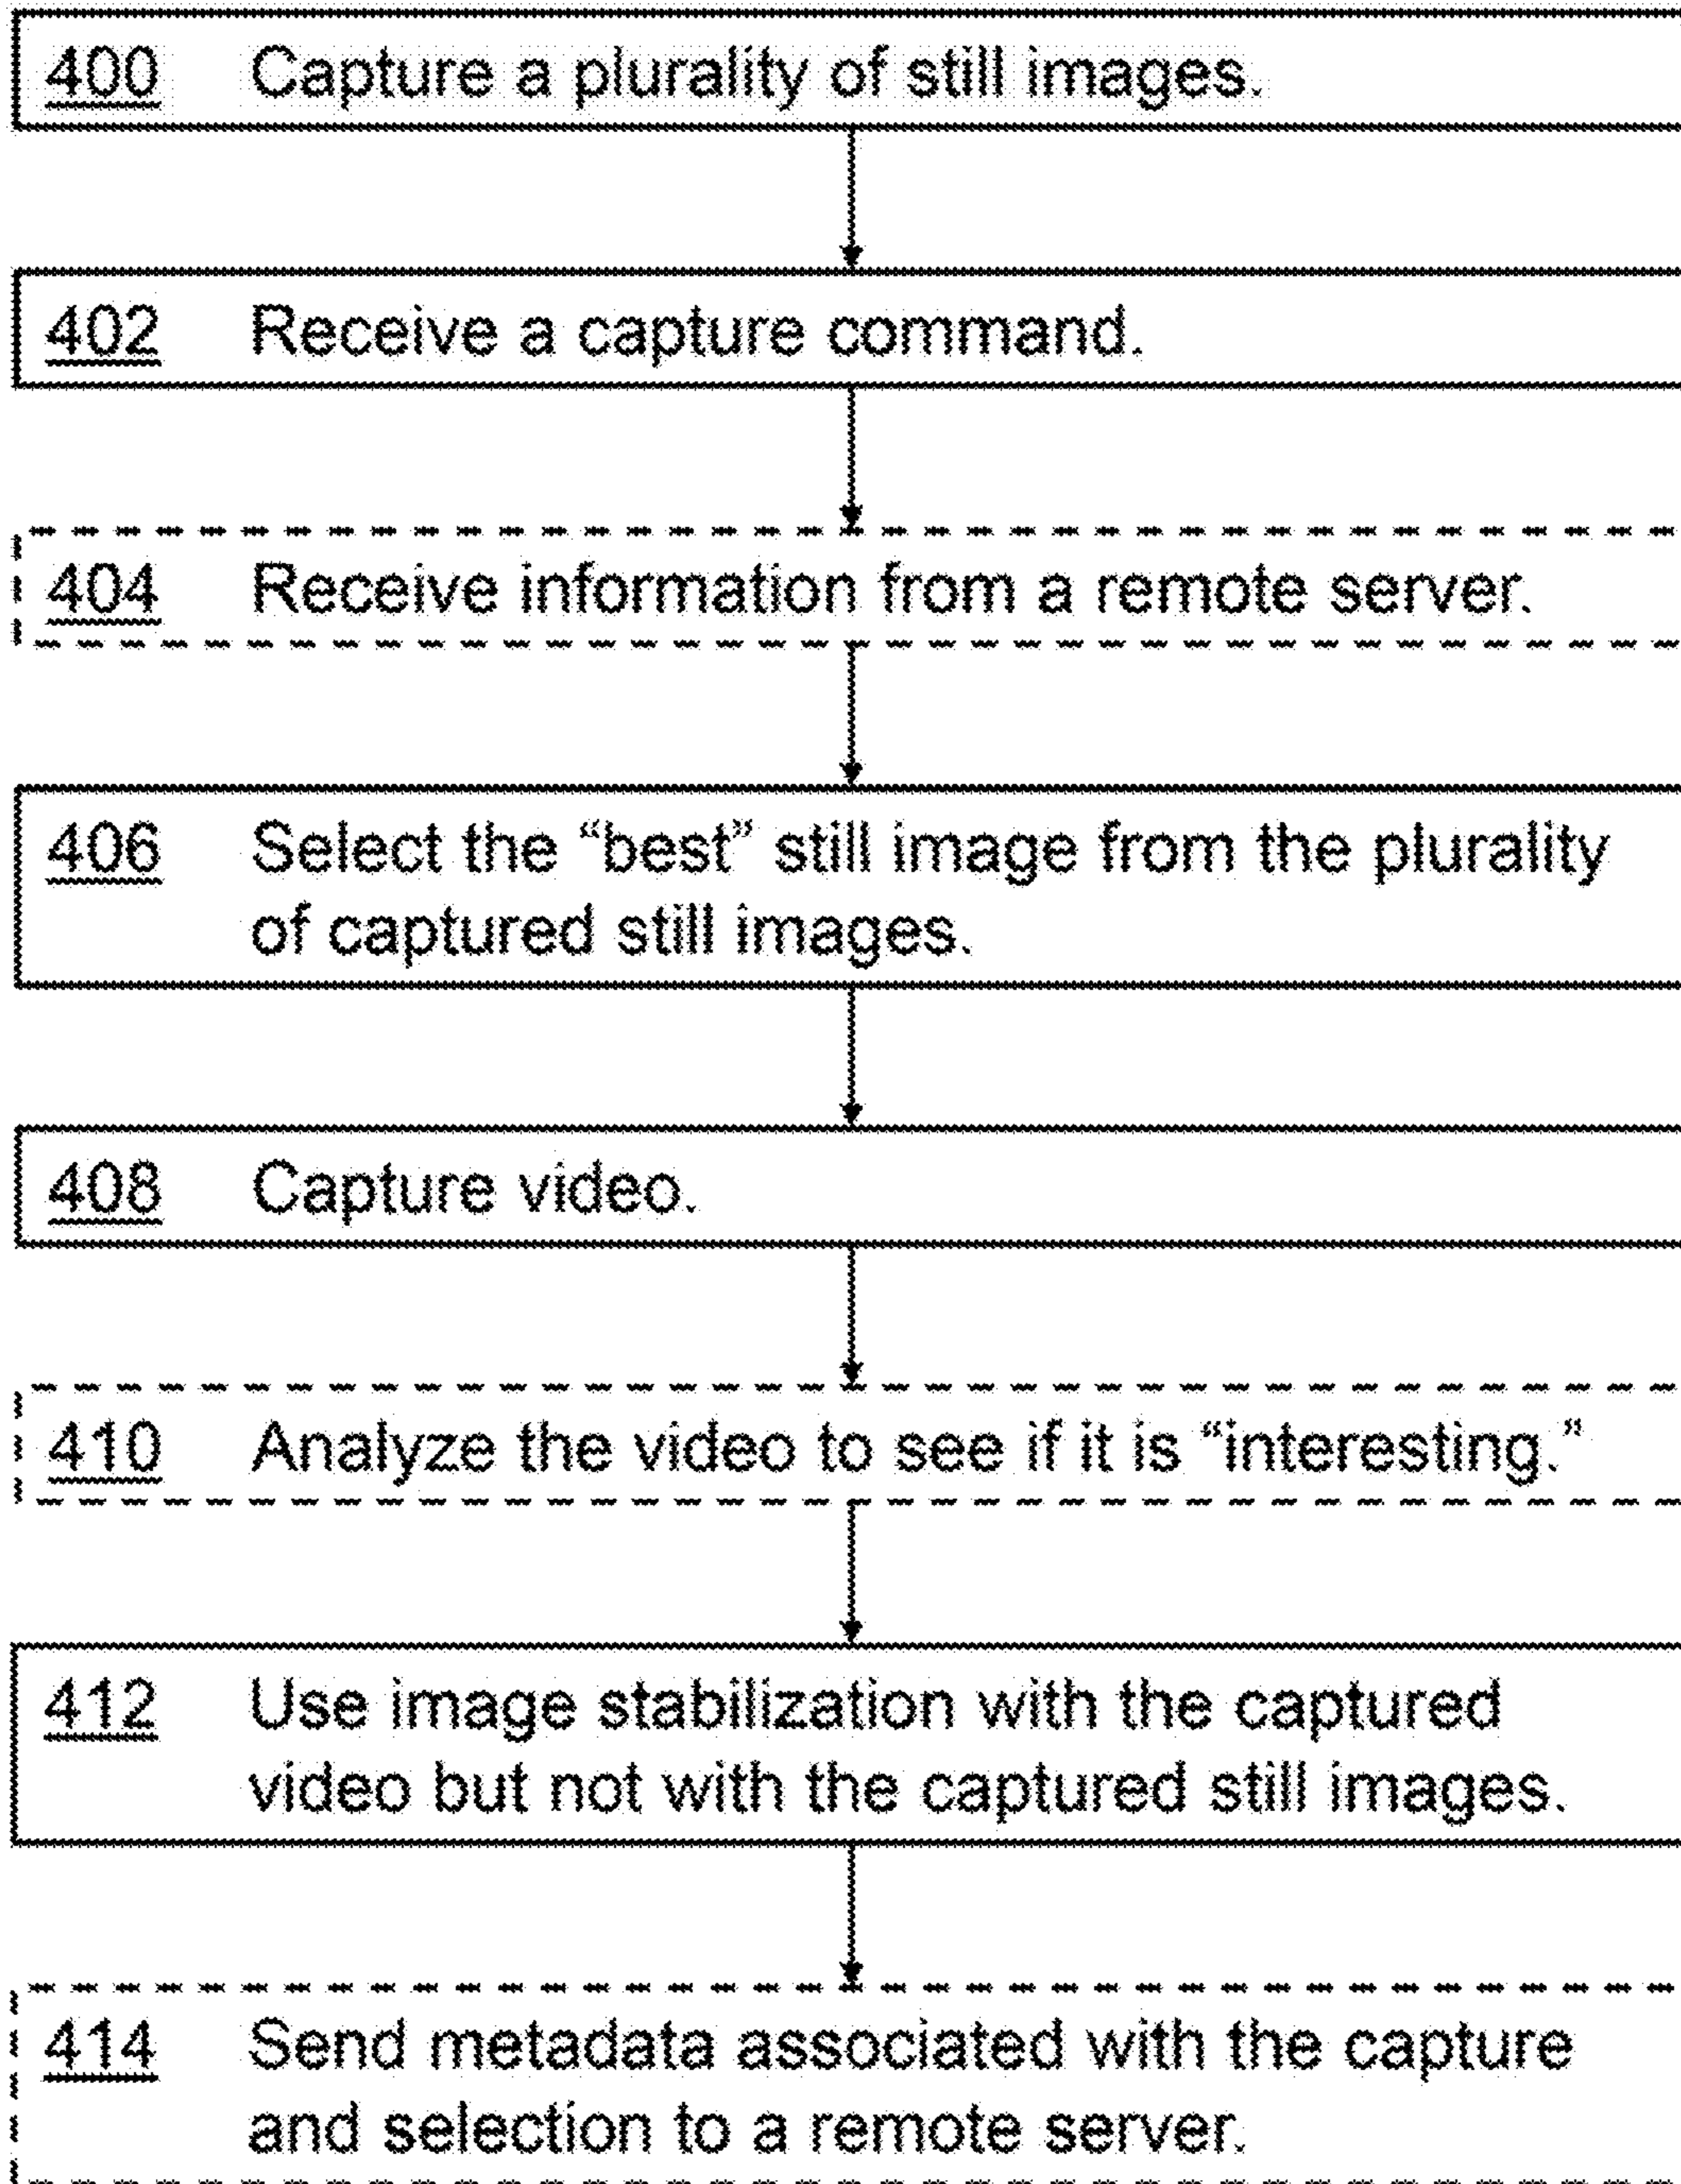 400 Capture a plurality of still images.
402 Receive a capture command.
404 Receive information from a remote server.
406 Select the “best” still image from the plurality
of captured still images.
408 Capture video.
410 Analyze the video to see if it is “interesting.”
412 Use image stabilization with the captured
video but not with the captured still images.
414 Send metadata associated with the capture
and selection to a remote server.